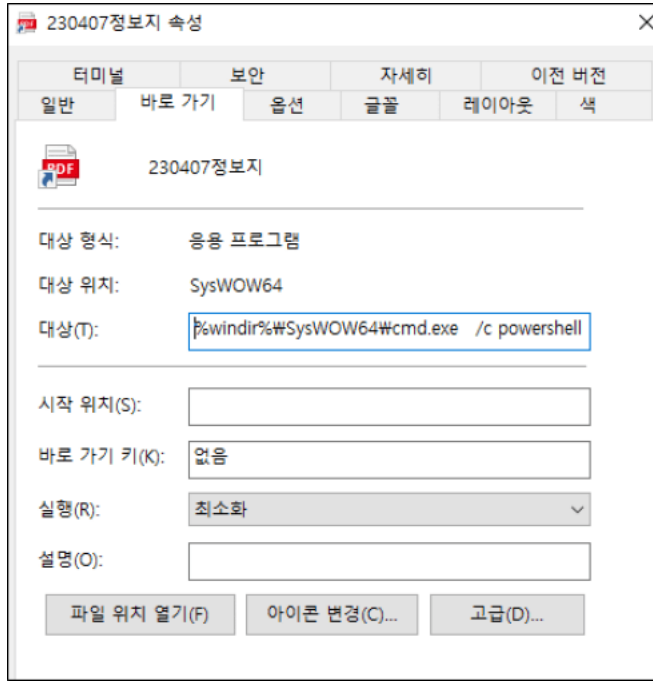 230407정보지 속성
터미널 보안 자세히 이전 버전
일반 바로 가기 옵션 글꼴 레이아웃 색
PDF
230407정보지
대상 형식: 응용 프로그램
대상 위치: SysWOW64
대상(T): %windir%₩SysWOW64₩cmd.exe /c powershell
시작 위치(S):
바로 가기 키(K): 없음
실행(R): 최소화
설명(O):
파일 위치 열기(F) 아이콘 변경(C)... 고급(D)...